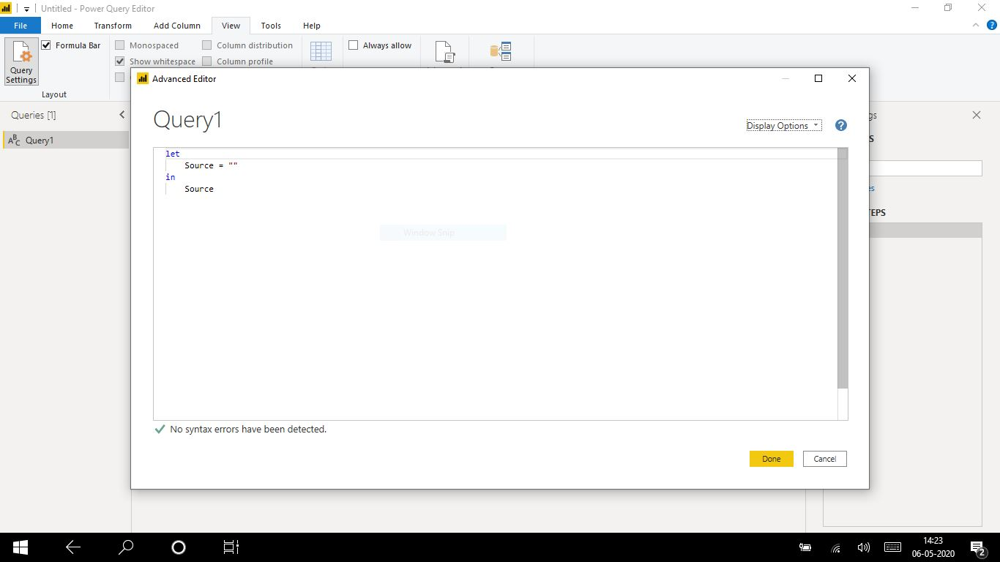 Untitled - Power Query Editor
File Home Transform Add Column View Tools Help
Formula Bar
Monospaced
Column distribution
Always allow
Show whitespace
Column profile
Query
Settings
Layout
Advanced Editor
Queries [1]
Query1
Query1
Display Options
let
Source = ""
in
Source
Window Snip
No syntax errors have been detected.
Done
Cancel
gs
S
es
TEPS
14:23
06-05-2020
2